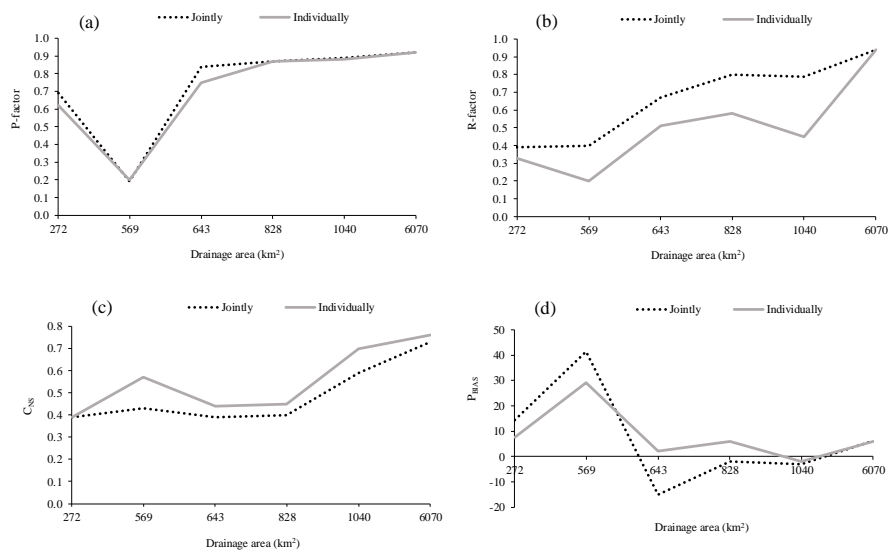 (a)
Jointly
Individually
P-factor
1.0
0.9
0.8
0.7
0.6
0.5
0.4
0.3
0.2
0.1
0.0
272 569 643 828 1040 6070
Drainage area (km²)
(b)
Jointly
Individually
R-factor
1.0
0.9
0.8
0.7
0.6
0.5
0.4
0.3
0.2
0.1
0.0
272 569 643 828 1040 6070
Drainage area (km²)
(c)
Jointly
Individually
C_NS
0.8
0.7
0.6
0.5
0.4
0.3
0.2
0.1
0.0
272 569 643 828 1040 6070
Drainage area (km²)
(d)
Jointly
Individually
P_BIAS
50
40
30
20
10
0
-10
-20
272 569 643 828 1040 6070
Drainage area (km²)